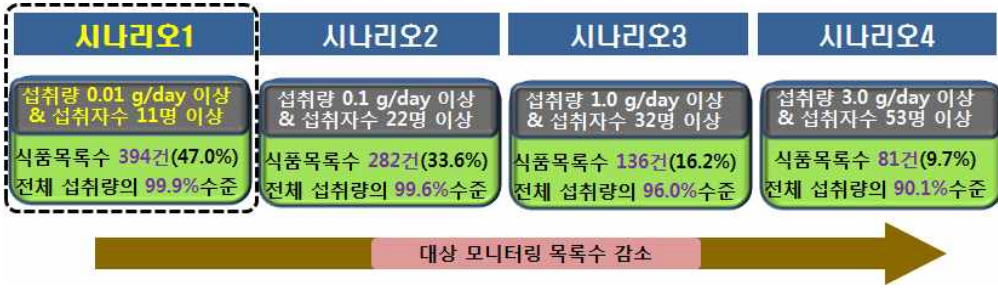 시나리오1
섭취량 0.01 g/day 이상
& 섭취자수 11명 이상
식품목록수 394건(47.0%)
전체 섭취량의 99.9%수준
시나리오2
섭취량 0.1 g/day 이상
& 섭취자수 22명 이상
식품목록수 282건(33.6%)
전체 섭취량의 99.6%수준
시나리오3
섭취량 1.0 g/day 이상
& 섭취자수 32명 이상
식품목록수 136건(16.2%)
전체 섭취량의 96.0%수준
시나리오4
섭취량 3.0 g/day 이상
& 섭취자수 53명 이상
식품목록수 81건(9.7%)
전체 섭취량의 90.1%수준
대상 모니터링 목록수 감소